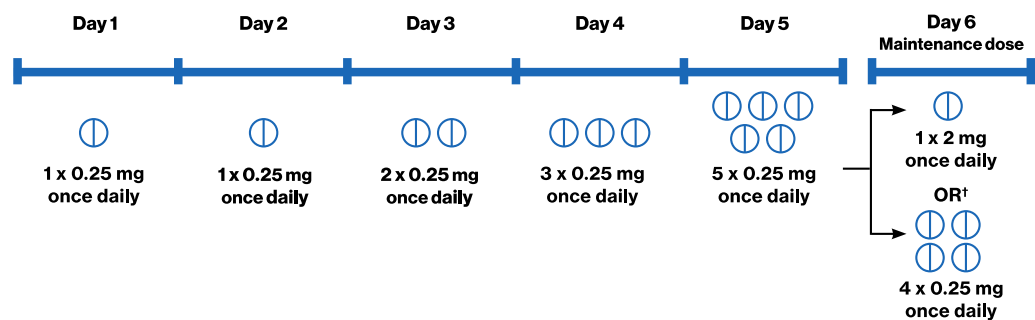 Day 1
Day 2
Day 3
Day 4
Day 5
Day 6
Maintenance dose
1 x 0.25 mg
once daily
1 x 0.25 mg
once daily
2 x 0.25 mg
once daily
3 x 0.25 mg
once daily
5 x 0.25 mg
once daily
1 x 2 mg
once daily
OR†
4 x 0.25 mg
once daily